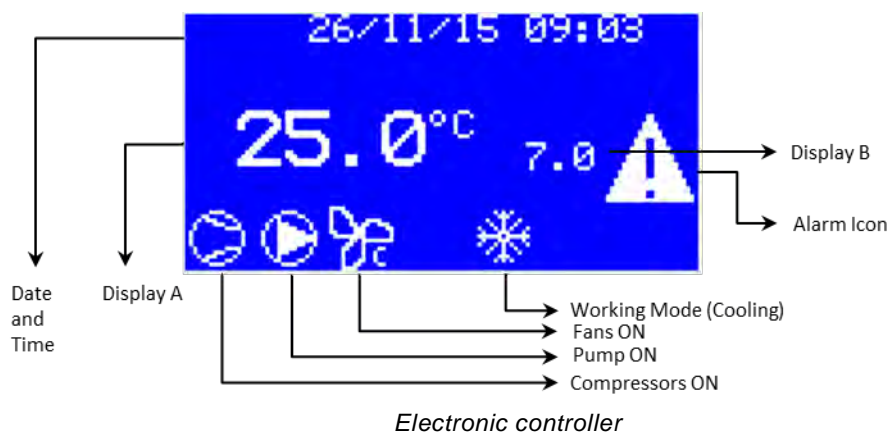 26/11/15 09:03
25.0°C
7.0
Display B
Alarm Icon
c
Date
and
Time
Display A
Working Mode (Cooling)
Fans ON
Pump ON
Compressors ON
Electronic controller